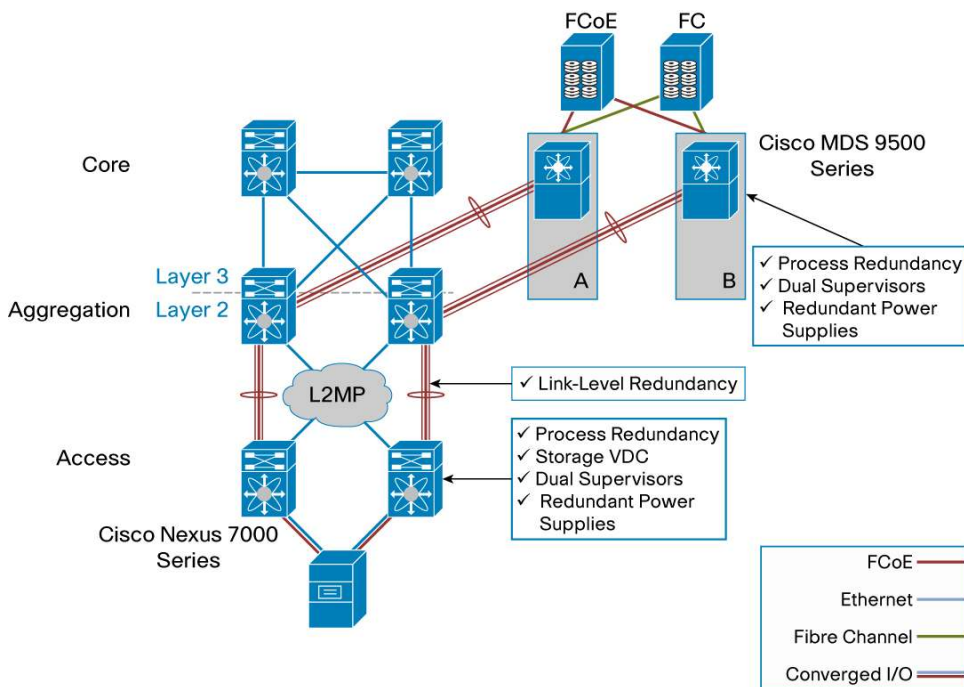 FCoE
FC
Cisco MDS 9500
Series
Core
Layer 3
Layer 2
Aggregation
A
B
✓ Process Redundancy
✓ Dual Supervisors
✓ Redundant Power
Supplies
L2MP
✓ Link-Level Redundancy
Access
✓ Process Redundancy
✓ Storage VDC
✓ Dual Supervisors
✓ Redundant Power
Supplies
Cisco Nexus 7000
Series
FCoE
Ethernet
Fibre Channel
Converged I/O